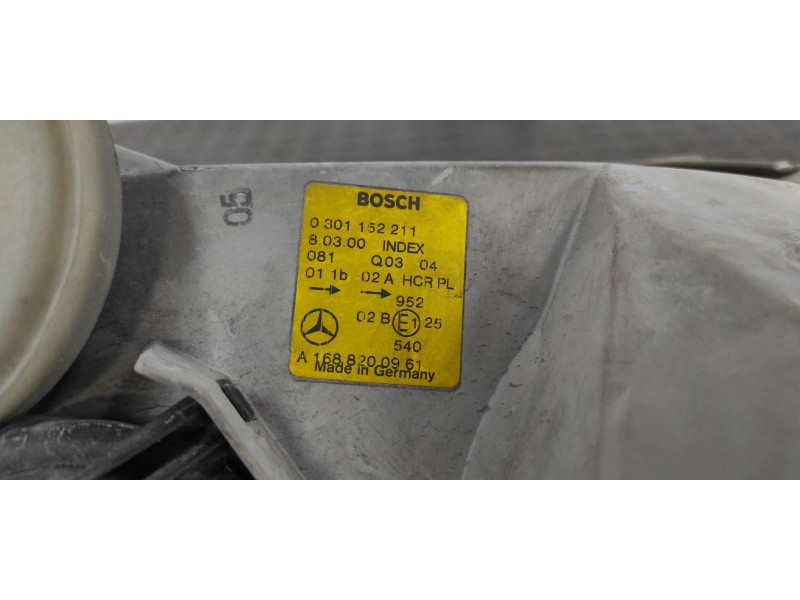 05
BOSCH
0 301 152 211
8.03.00 INDEX
081 Q03 04
01 1b 02 A HCR PL
952
02 B E1 25
540
A 168 820 09 61
Made in Germany